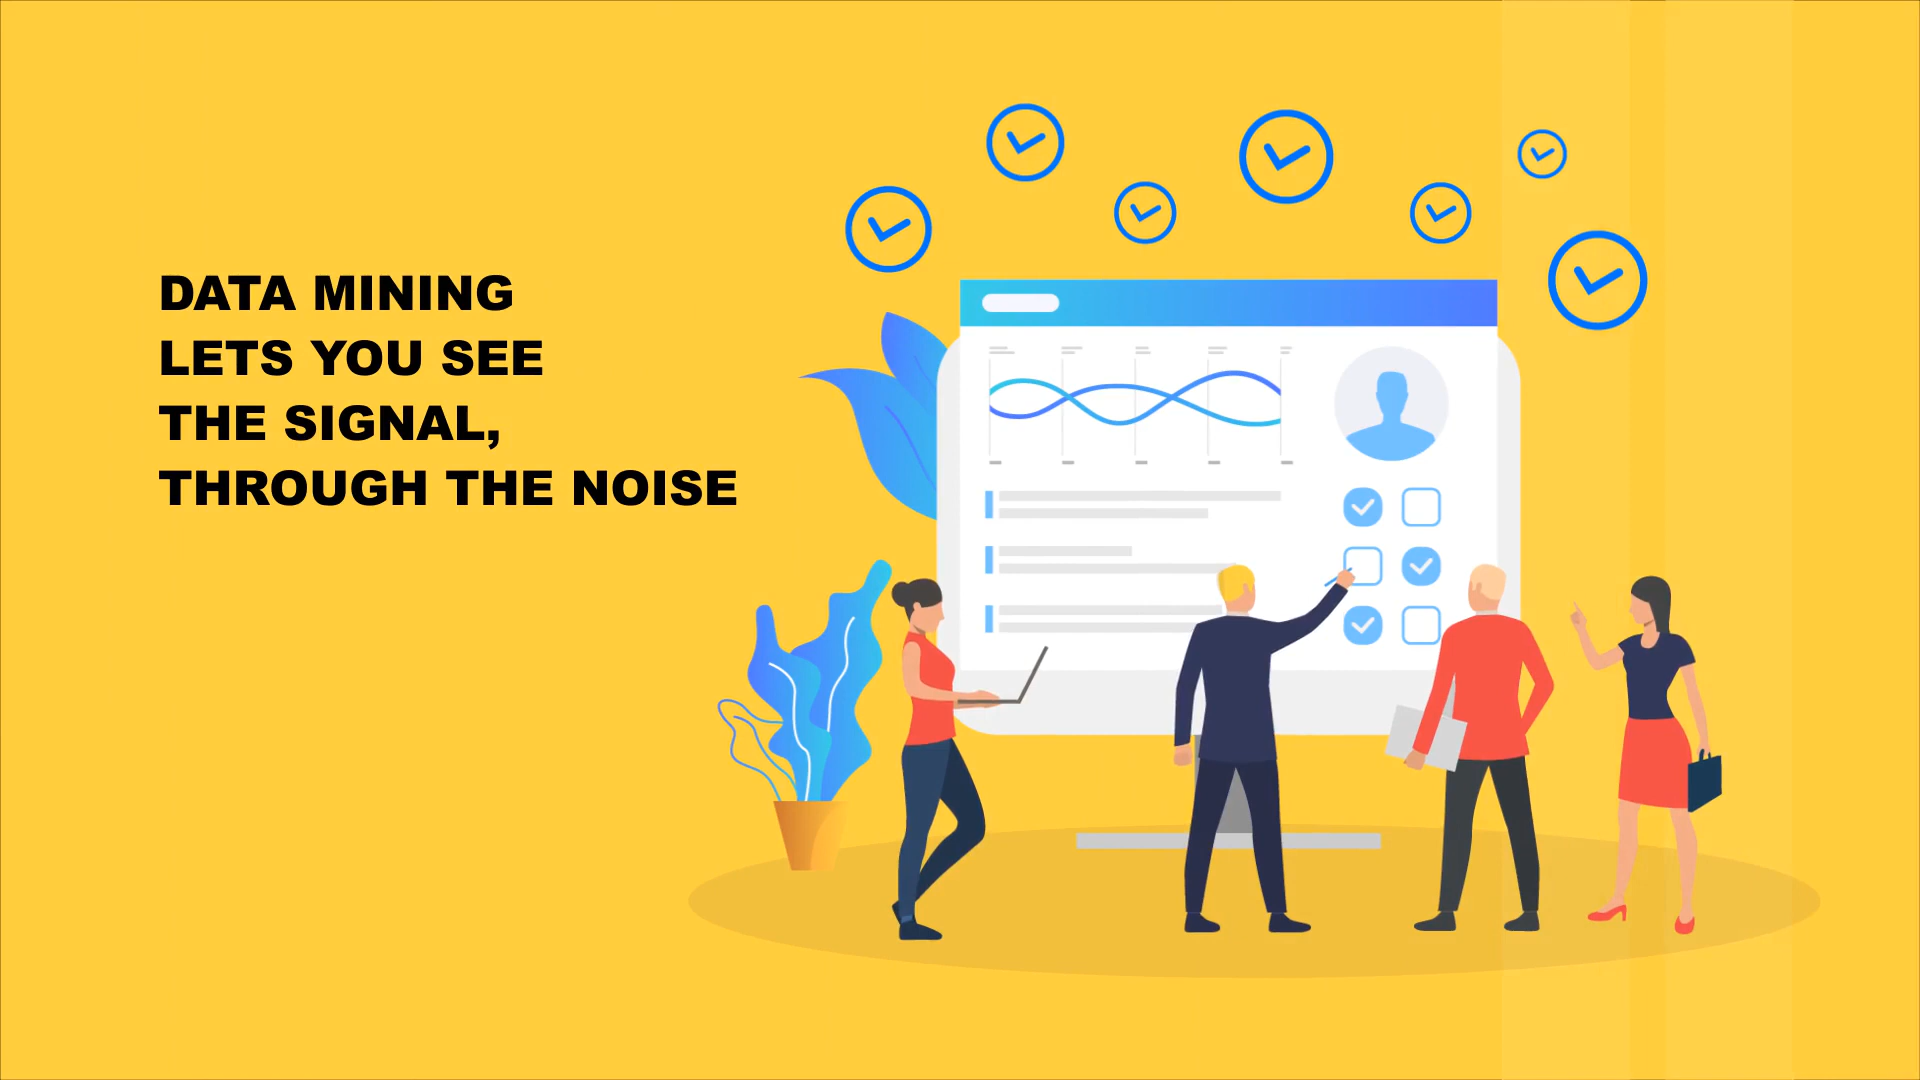 DATA MINING
LETS YOU SEE
THE SIGNAL,
THROUGH THE NOISE